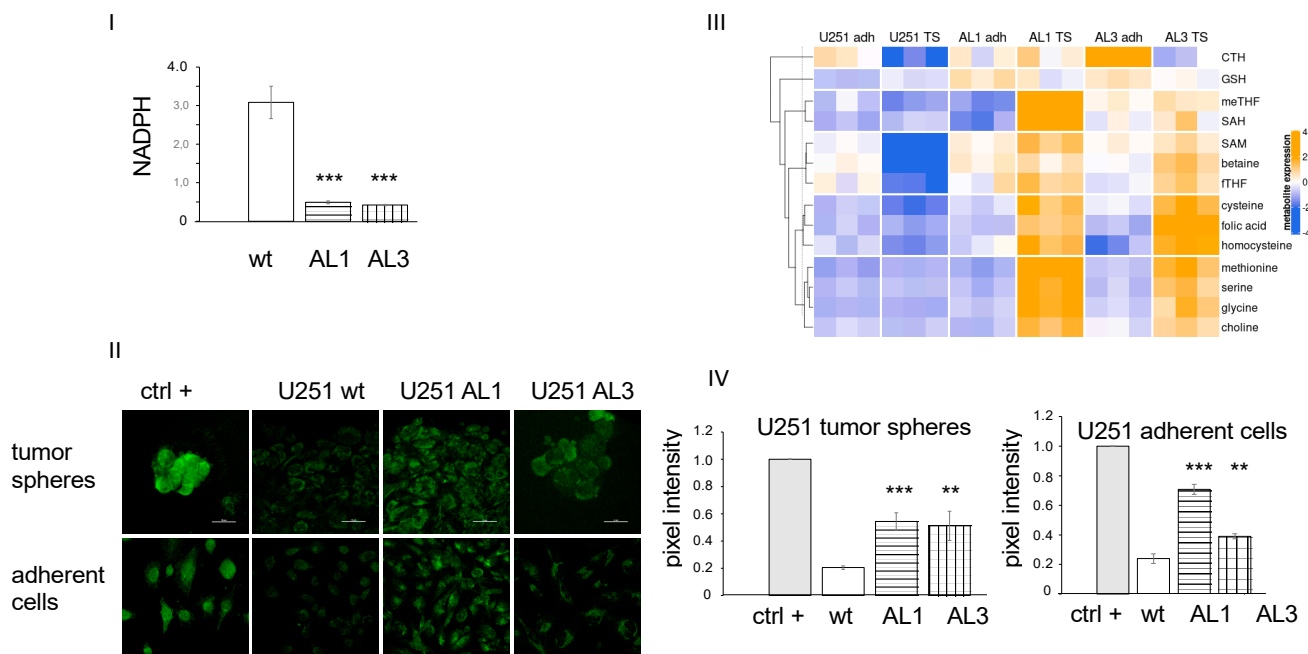 I
4.0
3,0
2.0
1.0
0
NADPH
***
***
wt
AL1
AL3
II
ctrl +
U251 wt
U251 AL1
U251 AL3
tumor
spheres
adherent
cells
III
U251 adh
U251 TS
AL1 adh
AL1 TS
AL3 adh
AL3 TS
CTH
GSH
meTHF
SAH
SAM
betaine
fTHF
cysteine
folic acid
homocysteine
methionine
serine
glycine
choline
metabolite expression
4
2
0
-2
-4
IV
U251 tumor spheres
pixel intensity
1.2
1.0
0.8
0.6
0.4
0.2
0
***
**
ctrl +
wt
AL1
AL3
U251 adherent cells
pixel intensity
1.2
1.0
0.8
0.6
0.4
0.2
0
***
**
ctrl +
wt
AL1
AL3